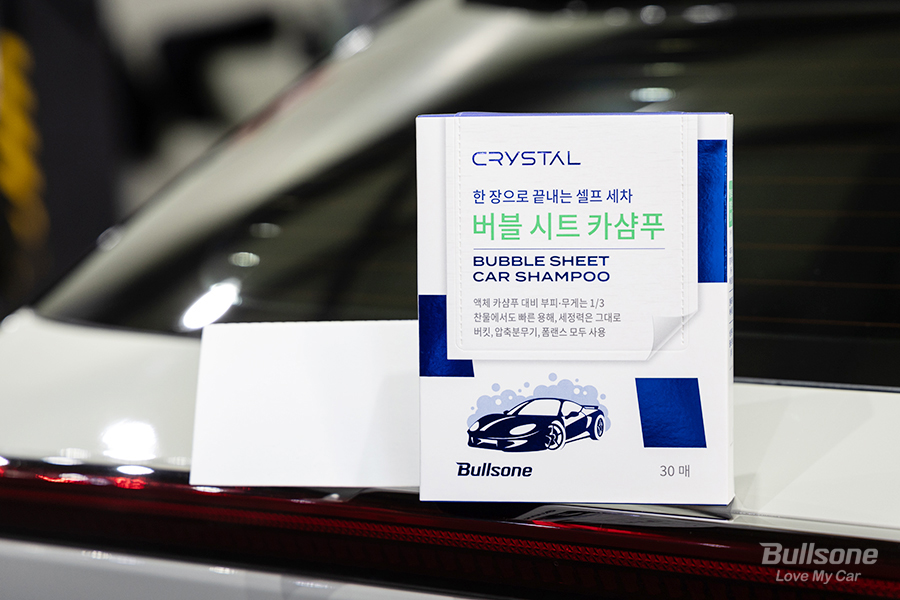 CRYSTAL
한 장으로 끝내는 셀프 세차
버블 시트 카샴푸
BUBBLE SHEET
CAR SHAMPOO
액체 카샴푸 대비 부피·무게는 1/3
찬물에서도 빠른 용해, 세정력은 그대로
버킷, 압축분무기, 폼랜스 모두 사용
Bullsone
30 매
Bullsone
Love My Car